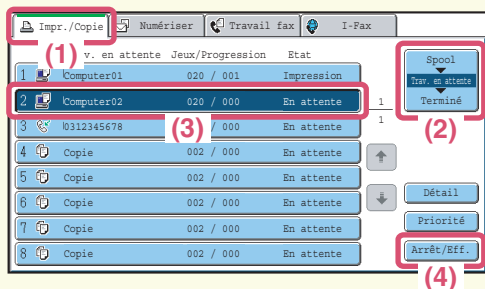 Impr./Copie Numériser Travail fax I-Fax
(1)
v. en attente Jeux/Progression Etat
1 Computer01 020 / 001 Impression
2 Computer02 020 / 000 En attente
3 0312345678 (3) / 000 En attente
4 Copie 002 / 000 En attente
5 Copie 002 / 000 En attente
6 Copie 002 / 000 En attente
7 Copie 002 / 000 En attente
8 Copie 002 / 000 En attente
1
1
Spool
Trav. en attente
Terminé
(2)
Détail
Priorité
Arrêt/Eff.
(4)